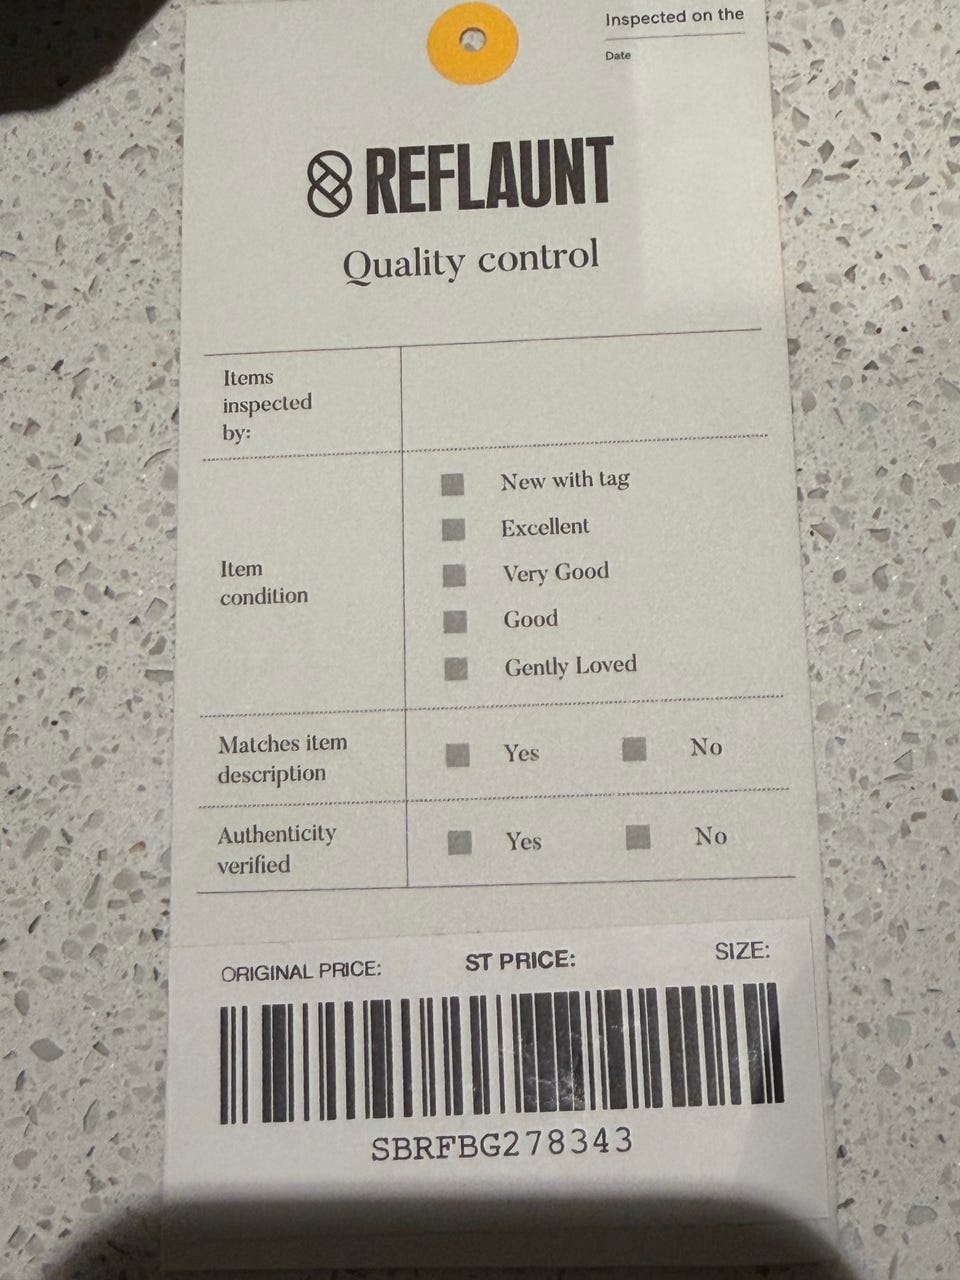 Inspected on the
Date
REFLAUNT
Quality control
Items
inspected
by:
New with tag
Excellent
Item
condition
Very Good
Good
Gently Loved
Matches item
description
Yes No
Authenticity
verified
Yes No
ORIGINAL PRICE: ST PRICE: SIZE:
SBRFBG278343